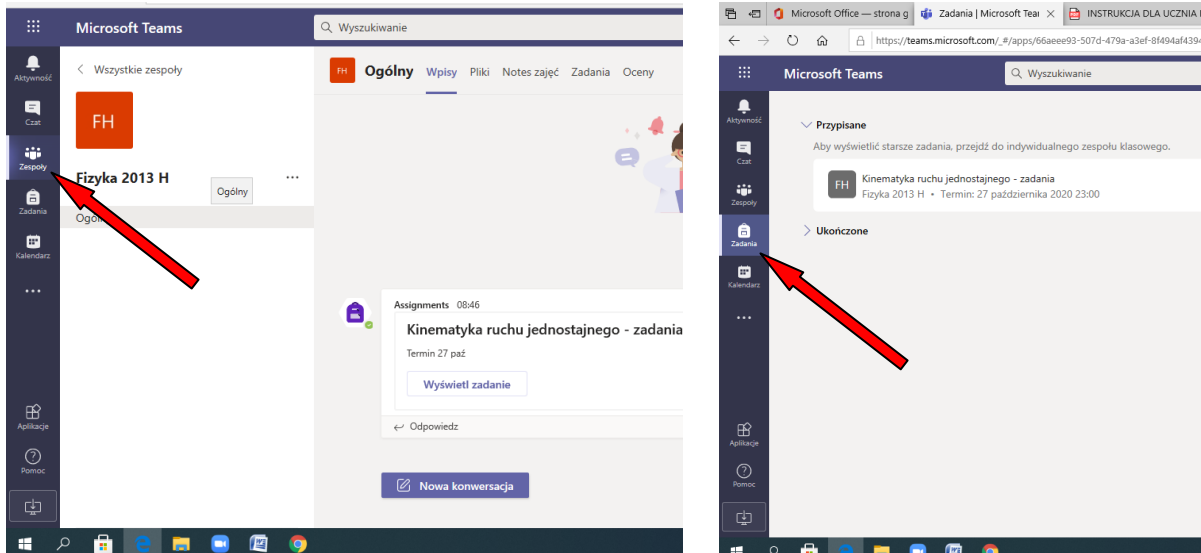 Microsoft Teams
Wyszukiwanie
Aktywność
Czat
Zespoły
Zadania
Kalendarz
Aplikacje
Pomoc
Wszystkie zespoły
FH
Fizyka 2013 H
Ogólny
FH Ogólny Wpisy Pliki Notes zajęć Zadania Oceny
Assignments 08:46
Kinematyka ruchu jednostajnego - zadania
Termin 27 paź
Wyświetl zadanie
Odpowiedz
Nowa konwersacja
Microsoft Office — strona g
Zadania | Microsoft Tear
INSTRUKCJA DLA UCZNIA
https://teams.microsoft.com/_#/apps/66aeee93-507d-479a-a3ef-8f494af4394
Microsoft Teams
Wyszukiwanie
Aktywność
Czat
Zespoły
Zadania
Kalendarz
Aplikacje
Pomoc
Przypisane
Aby wyświetlić starsze zadania, przejdź do indywidualnego zespołu klasowego.
FH
Kinematyka ruchu jednostajnego - zadania
Fizyka 2013 H • Termin: 27 października 2020 23:00
Ukończone